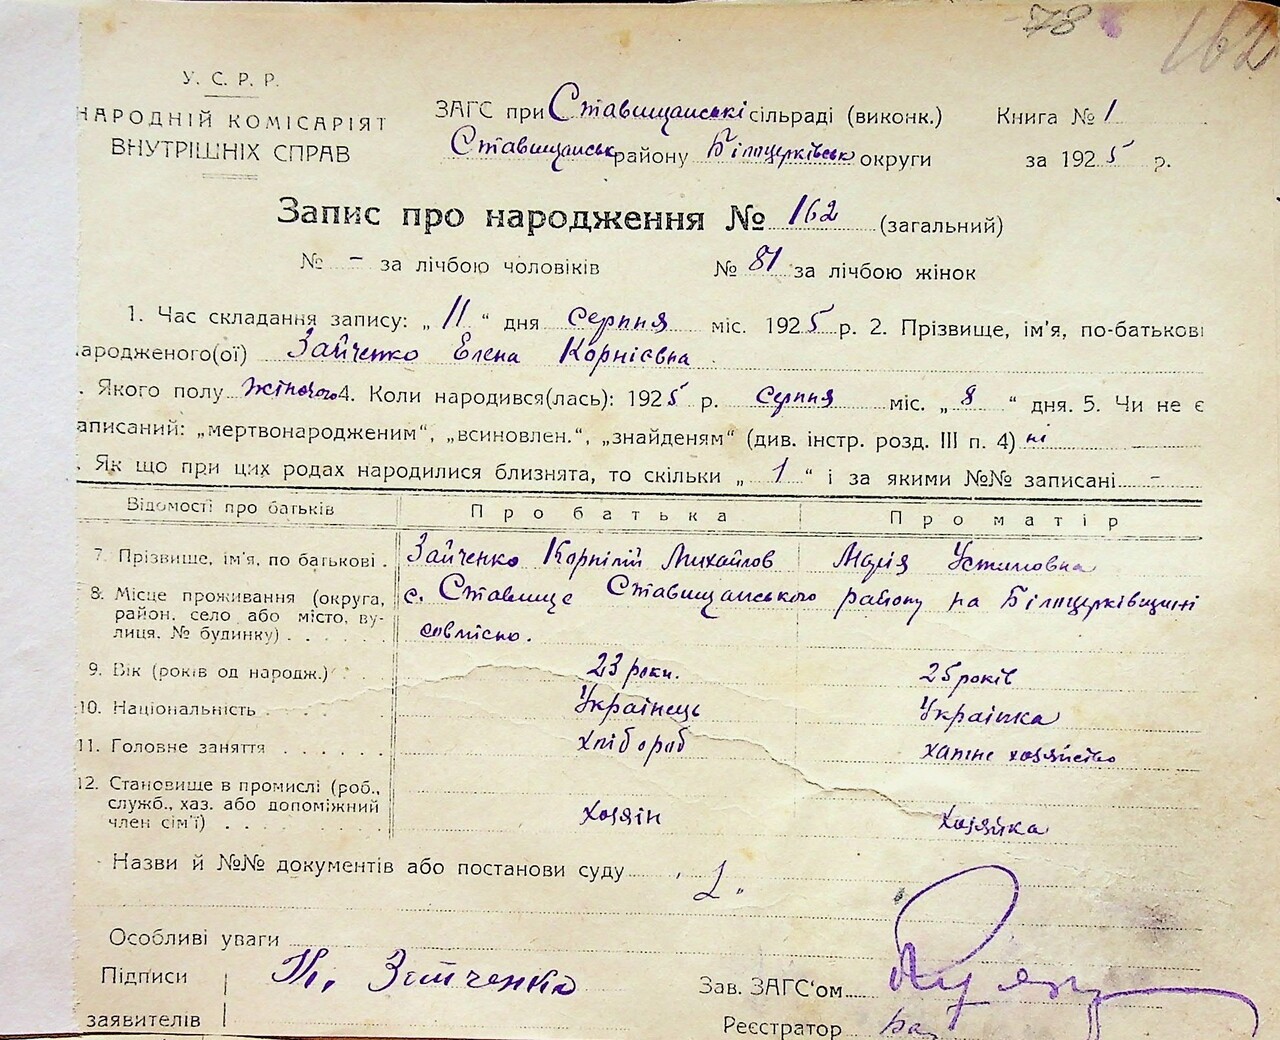 78 162
У. С. Р. Р.
НАРОДНІЙ КОМІСАРІЯТ
ВНУТРІШНІХ СПРАВ
ЗАГС при Ставищанські сільраді (виконк.) Книга № 1
Ставищанськ району Білоцерківськ округи за 1925 р.
Запис про народження № 162 (загальний)
№ - за лічбою чоловіків № 81 за лічбою жінок
1. Час складання запису: „ 11 “ дня серпня міс. 1925 р. 2. Прізвище, ім'я, по-батькові
ародженого(ої) Зайченко Елена Корнієвна
. Якого полу жіночого 4. Коли народився(лась): 1925 р. серпня міс. „ 8 “ дня. 5. Чи не є
аписаний: „мертвонародженим“, „всиновлен.“, „знайденям“ (див. інстр. розд. III п. 4) ні
. Як що при цих родах народилися близнята, то скільки „ 1 “ і за якими №№ записані -
Відомості про батьків Про батька Про матір
7. Прізвище, ім'я, по батькові . Зайченко Корнілій Михайлов Марія Устимовна
8. Місце проживання (округа, район, село або місто, ву-
лиця. № будинку) . . . . .
с. Ставище Ставищанського району на Білоцерківщині
совмісно.
9. Вік (років од народж.) . . 23 роки. 25 років
10. Національність . . . . Українець Українка
11. Головне заняття . . . . . . хлібороб хатнє хозяйство
12. Становище в промислі (роб., служб., хаз. або допоміжний
член сім'ї) . . . . . . . .
хозяін хозяйка
Назви й №№ документів або постанови суду
Особливі уваги
Підписи
заявителів
К. Зайченко
Зав. ЗАГС'ом
Реєстратор